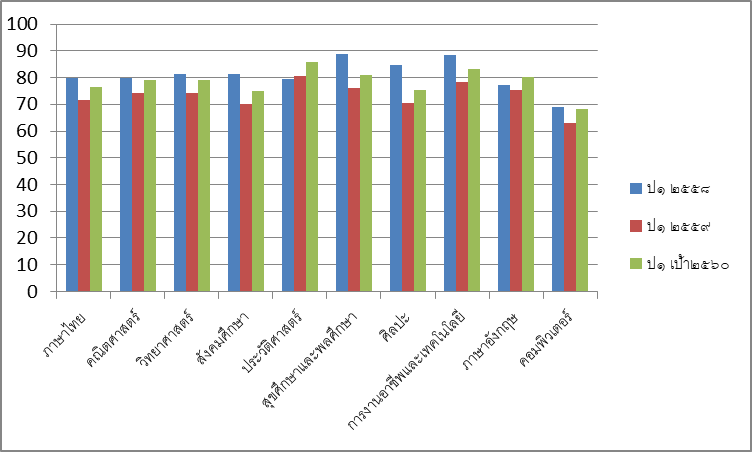 100
90
80
70
60
50
40
30
20
10
0
ภาษาไทย
คณิตศาสตร์
วิทยาศาสตร์
สังคมศึกษา
ประวัติศาสตร์
สุขศึกษาและพลศึกษา
ศิลปะ
การงานอาชีพและเทคโนโลยี
ภาษาอังกฤษ
คอมพิวเตอร์
ป๑ ๒๕๕๘
ป๑ ๒๕๕๙
ป๑ เป้า๒๕๖๐